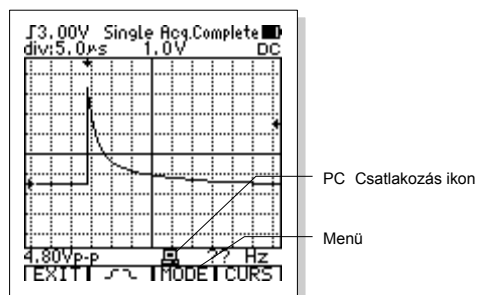 3.00V Single Acq.Complete
div:5.0µs 1.0V DC
PC Csatlakozás ikon
Menü
4.80Vp-p ?? Hz
EXIT MODE CURS